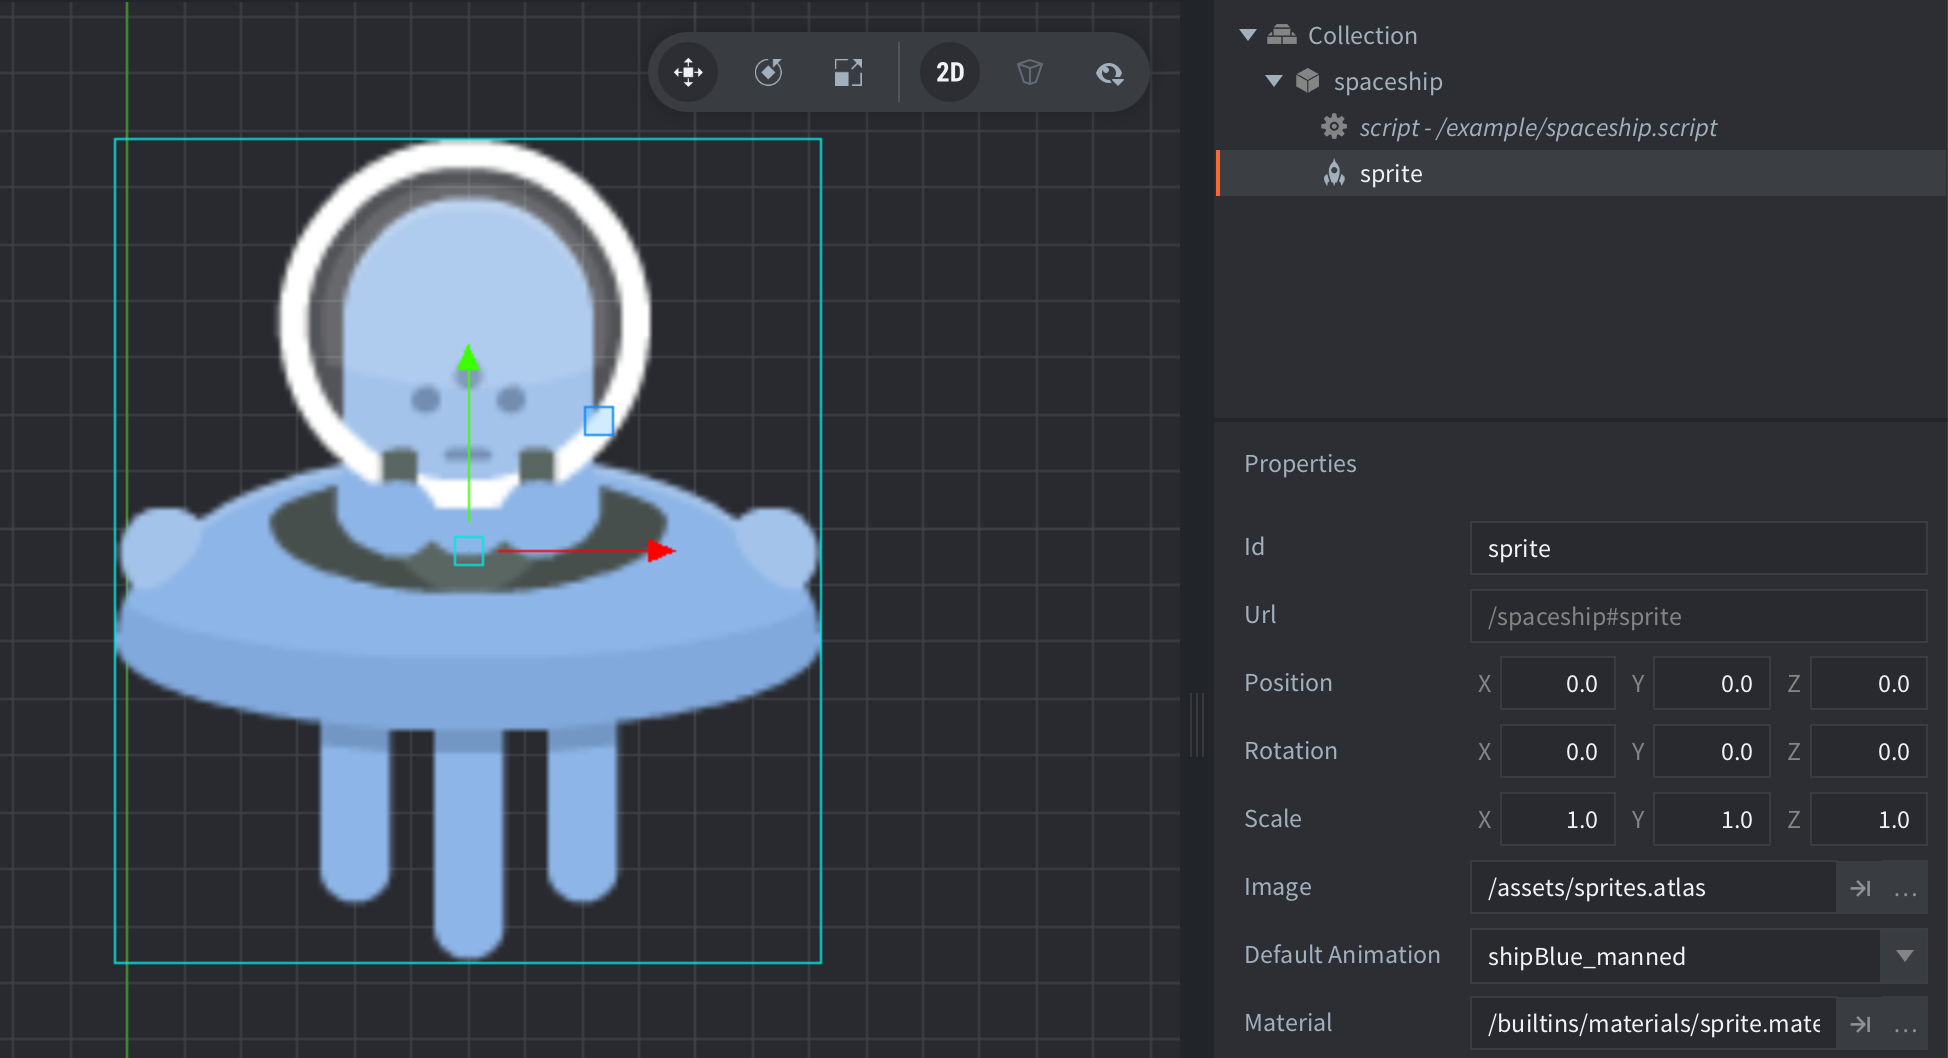 2D
Collection
spaceship
script - /example/spaceship.script
sprite
Properties
Id sprite
Url /spaceship#sprite
Position X 0.0 Y 0.0 Z 0.0
Rotation X 0.0 Y 0.0 Z 0.0
Scale X 1.0 Y 1.0 Z 1.0
Image /assets/sprites.atlas ...
Default Animation shipBlue_manned
Material /builtins/materials/sprite.mate ...